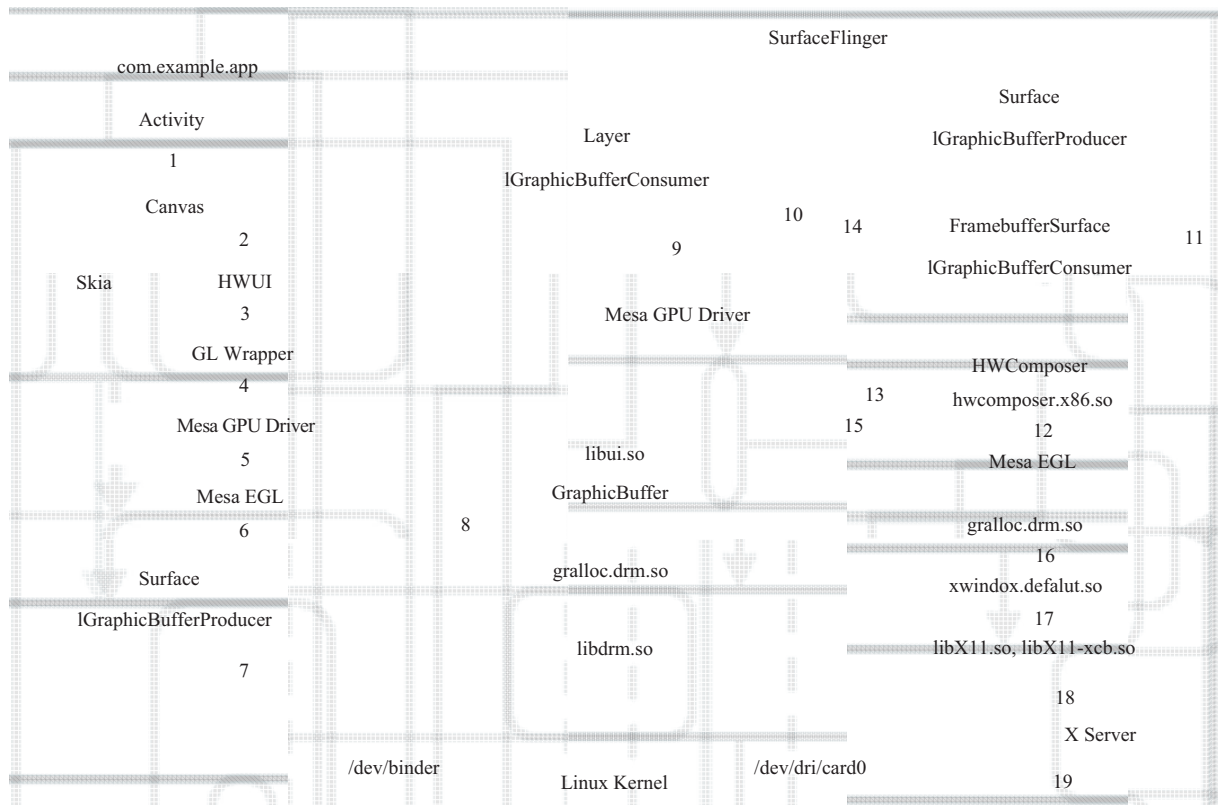 SurfaceFlinger
com.example.app
Surface
Activity
Layer
lGraphicBufferProducer
1
lGraphicBufferConsumer
Canvas
10
14
FramebufferSurface
11
2
9
lGraphicBufferConsumer
Skia
HWUI
3
Mesa GPU Driver
GL Wrapper
HWComposer
4
13
hwcomposer.x86.so
Mesa GPU Driver
15
12
5
libui.so
Mesa EGL
Mesa EGL
GraphicBuffer
6
8
gralloc.drm.so
16
Surface
gralloc.drm.so
xwindox.defalut.so
lGraphicBufferProducer
17
libdrm.so
libX11.so, libX11-xcb.so
7
18
X Server
/dev/binder
Linux Kernel
/dev/dri/card0
19